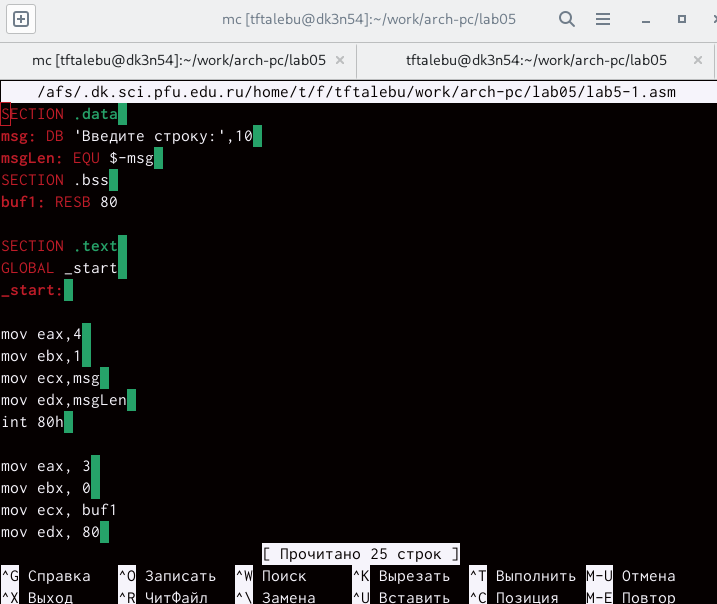 mc [tftalebu@dk3n54]:~/work/arch-pc/lab05
mc [tftalebu@dk3n54]:~/work/arch-pc/lab05 × tftalebu@dk3n54:~/work/arch-pc/lab05 ×
/afs/.dk.sci.pfu.edu.ru/home/t/f/tftalebu/work/arch-pc/lab05/lab5-1.asm
SECTION .data
msg: DB 'Введите строку:',10
msgLen: EQU $-msg
SECTION .bss
buf1: RESB 80
SECTION .text
GLOBAL _start
_start:
mov eax,4
mov ebx,1
mov ecx,msg
mov edx,msgLen
int 80h
mov eax, 3
mov ebx, 0
mov ecx, buf1
mov edx, 80
[ Прочитано 25 строк ]
^G Справка ^O Записать ^W Поиск ^K Вырезать ^T Выполнить M-U Отмена
^X Выход ^R ЧитФайл ^\ Замена ^U Вставить ^C Позиция M-E Повтор